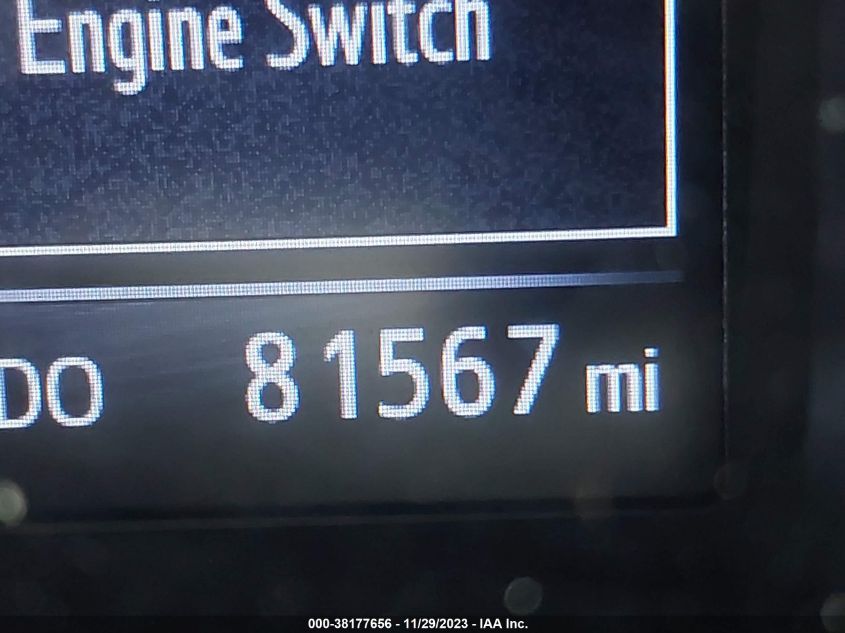 Engine Switch
DO 81567 mi
000-38177656 - 11/29/2023 - IAA Inc.